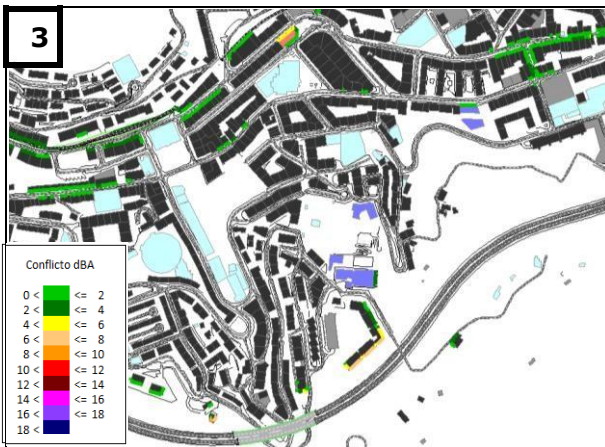 3
Conflicto dBA
0 < <= 2
2 < <= 4
4 < <= 6
6 < <= 8
8 < <= 10
10 < <= 12
12 < <= 14
14 < <= 16
16 < <= 18
18 <